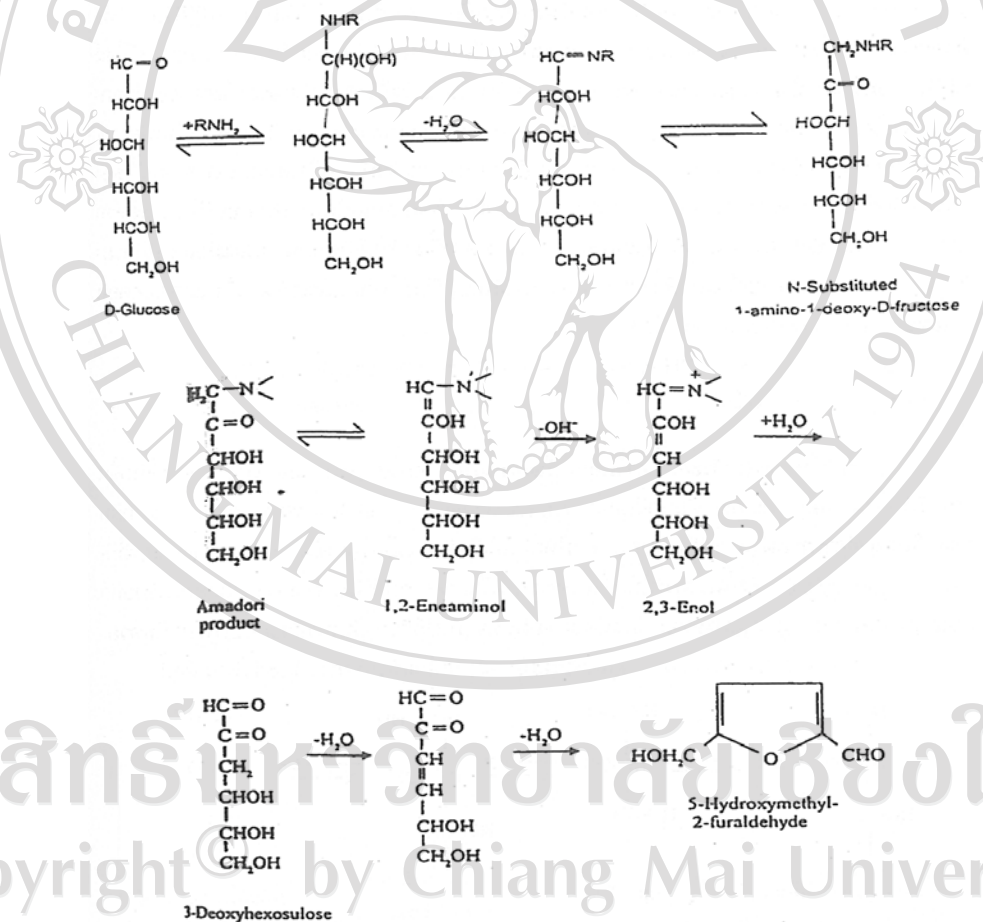 NHR
HC=O
C(H)(OH)
HC=NR
CH₂NHR
HCOH
HCOH
HCOH
C=O
+RNH₂
-H₂O
HOCH
HOCH
HOCH
HOCH
HCOH
HCOH
HCOH
HCOH
HCOH
HCOH
HCOH
HCOH
CH₂OH
CH₂OH
CH₂OH
CH₂OH
D-Glucose
N-Substituted
1-amino-1-deoxy-D-fructose
H₂C-N
HC-N
HC=N
+
C=O
COH
COH
-OH⁻
+H₂O
CHOH
CHOH
CH
CHOH
CHOH
CHOH
CHOH
CHOH
CHOH
CH₂OH
CH₂OH
CH₂OH
Amadori
product
1,2-Eneaminol
2,3-Enol
HC=O
HC=O
C=O
C=O
-H₂O
-H₂O
CH₂
CH
HOH₂C
O
CHO
CHOH
CH
CHOH
CHOH
CH₂OH
CH₂OH
5-Hydroxymethyl-
2-furaldehyde
3-Deoxyhexosulose
CHIANG MAI UNIVERSITY 1964
by Chiang Mai Univer